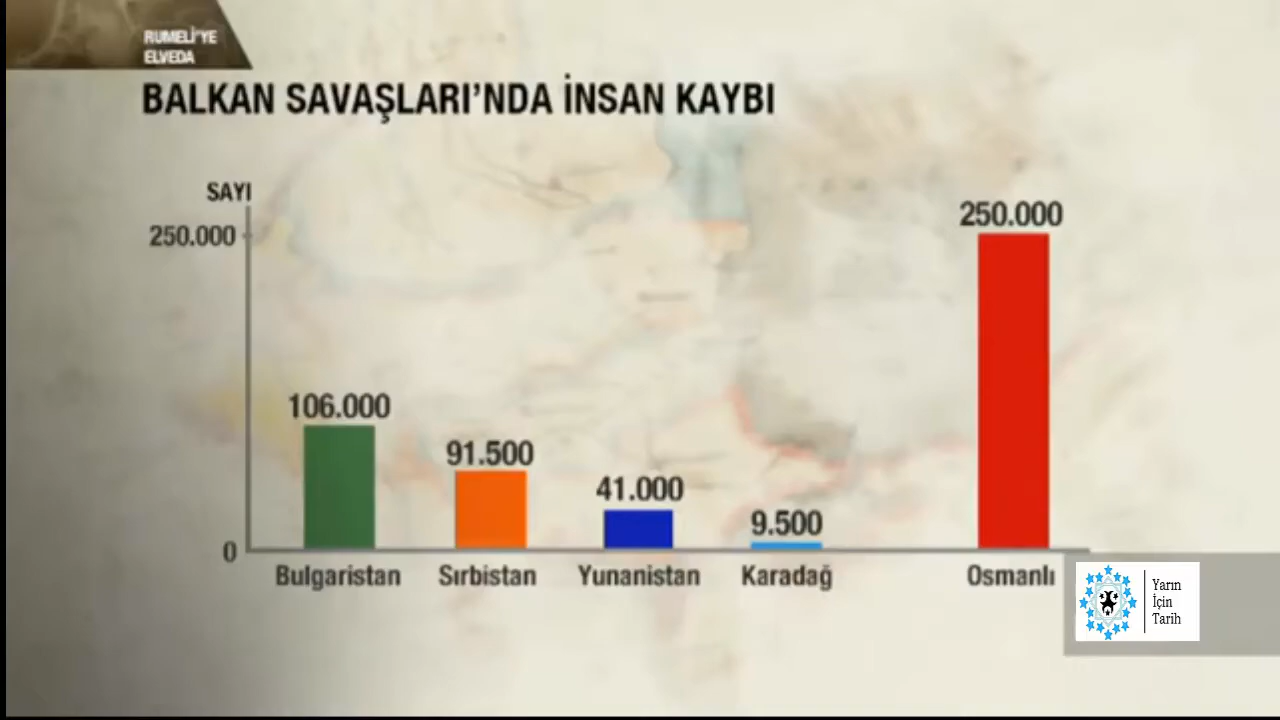 RUMELİ'YE
ELVEDA
BALKAN SAVAŞLARI'NDA İNSAN KAYBI
SAYI
250.000
250.000
106.000
91.500
41.000
9.500
0
Bulgaristan
Sırbistan
Yunanistan
Karadağ
Osmanlı
Yarın
İçin
Tarih